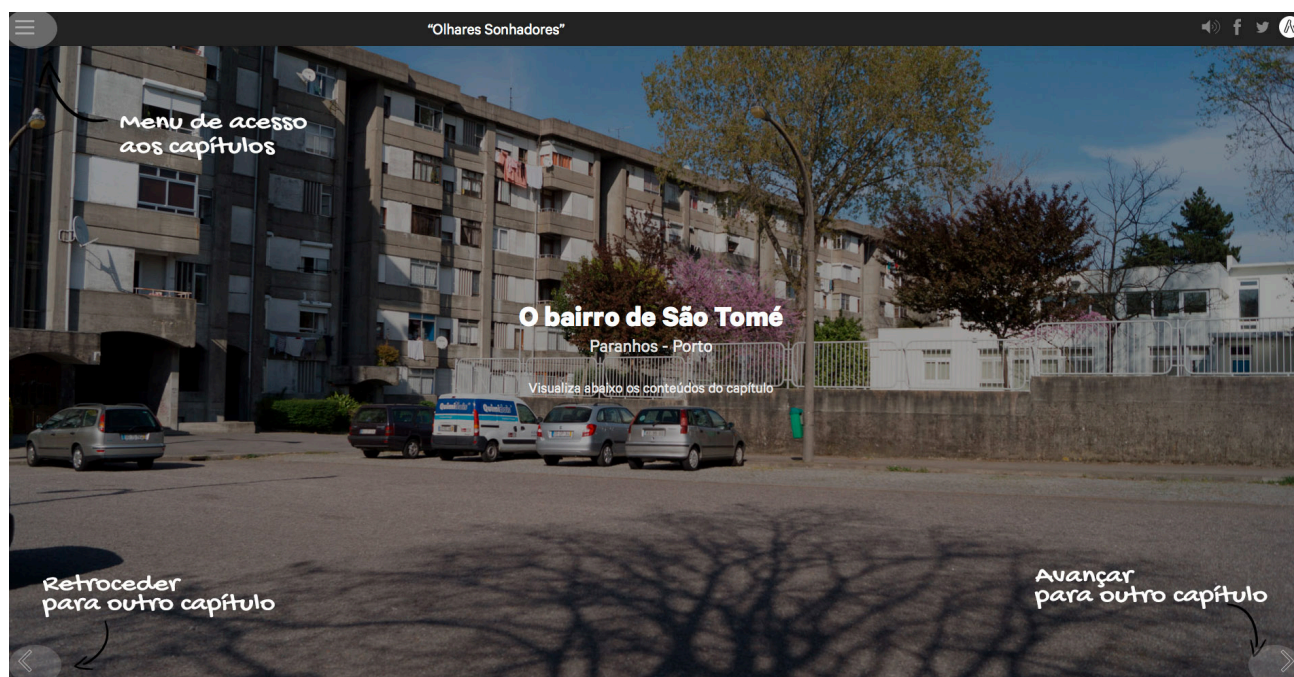 “Olhares Sonhadores”
Menu de acesso
aos capítulos
O bairro de São Tomé
Paranhos - Porto
Visualiza abaixo os conteúdos do capítulo
Retroceder
para outro capítulo
Avançar
para outro capítulo